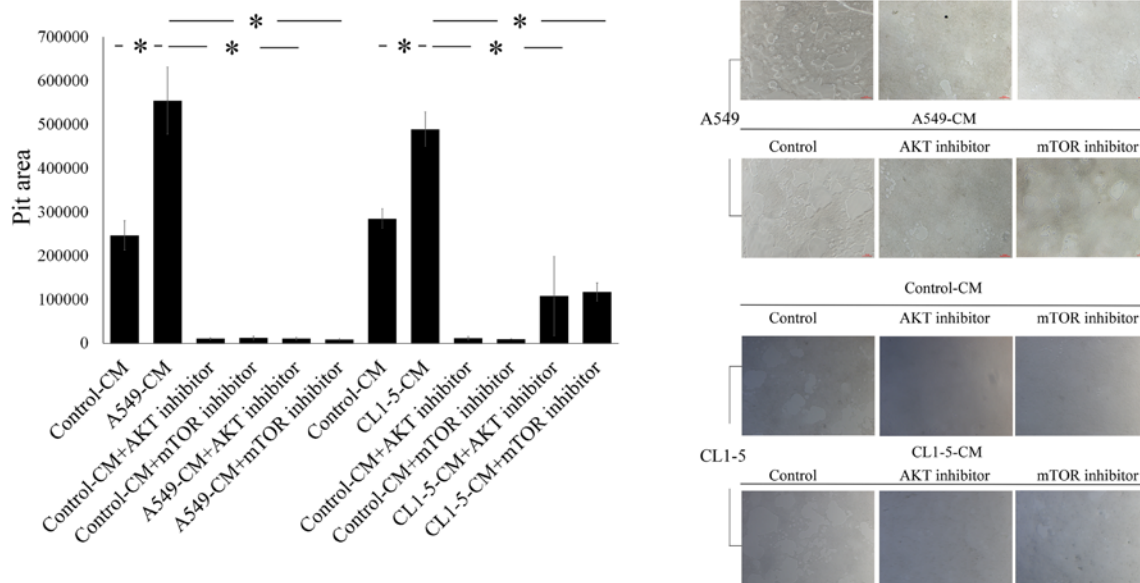 * *
700000
* * * *
600000
500000
400000
300000
200000
100000
0
Pit area
Control-CM
A549-CM
Control-CM+AKT inhibitor
Control-CM+mTOR inhibitor
A549-CM+AKT inhibitor
A549-CM+mTOR inhibitor
Control-CM
CL1-5-CM
Control-CM+AKT inhibitor
Control-CM+mTOR inhibitor
CL1-5-CM+AKT inhibitor
CL1-5-CM+mTOR inhibitor
A549
A549-CM
Control AKT inhibitor mTOR inhibitor
Control-CM
Control AKT inhibitor mTOR inhibitor
CL1-5
CL1-5-CM
Control AKT inhibitor mTOR inhibitor